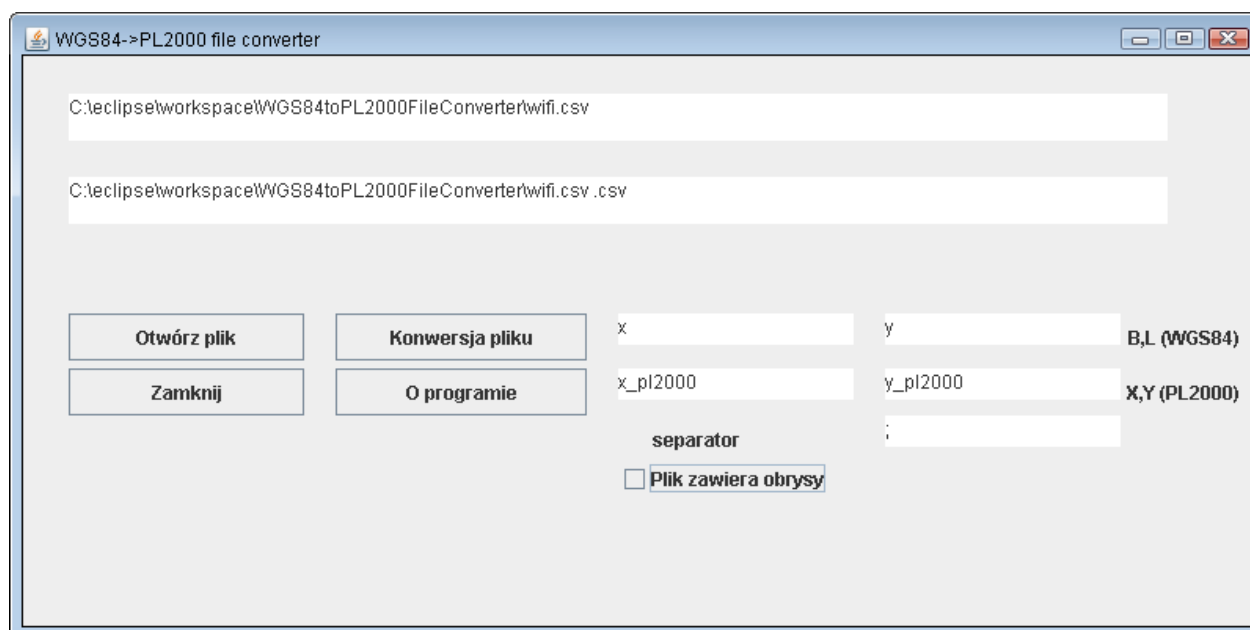 WGS84->PL2000 file converter
C:\eclipse\workspace\WGS84toPL2000FileConverter\wifi.csv
C:\eclipse\workspace\WGS84toPL2000FileConverter\wifi.csv .csv
Otwórz plik Konwersja pliku x y B,L (WGS84)
Zamknij O programie x_pl2000 y_pl2000 X,Y (PL2000)
separator ;
Plik zawiera obrysy